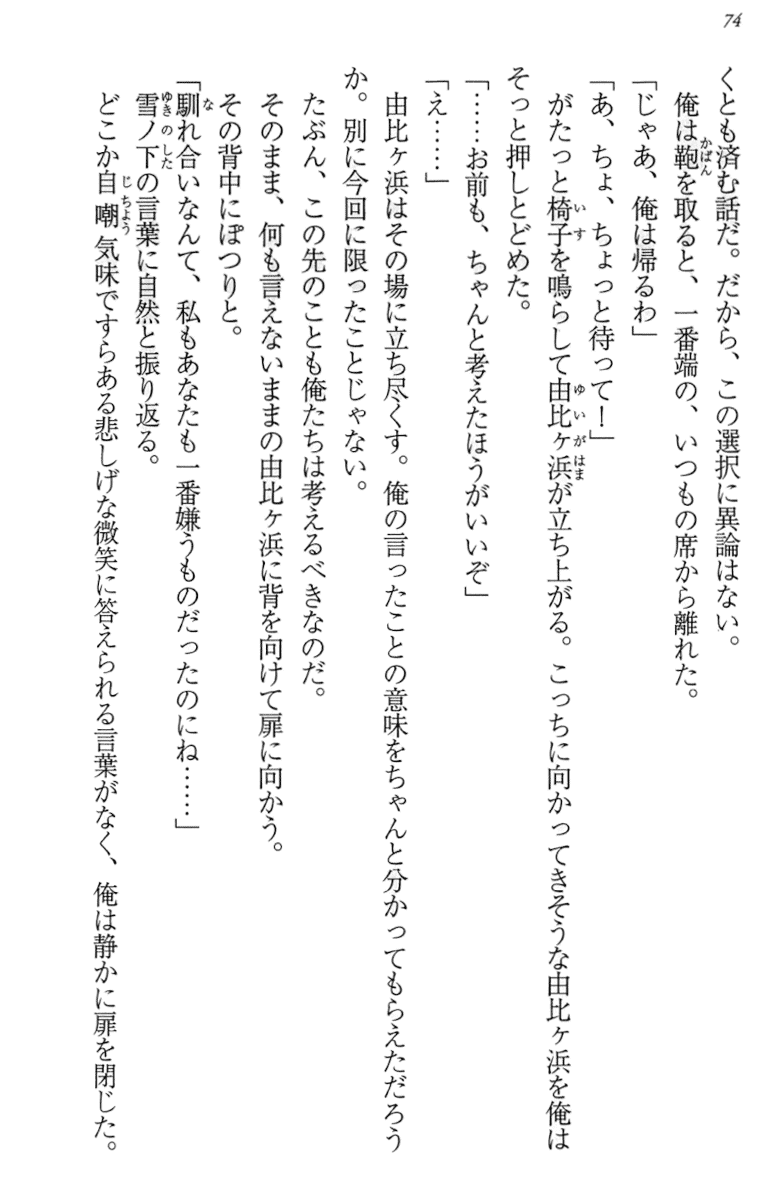 74
くとも済む話だ。だから、この選択に異論はない。
俺は鞄を取ると、一番端の、いつもの席から離れた。
「じゃあ、俺は帰るわ」
「あ、ちょ、ちょっと待って！」
がたっと椅子を鳴らして由比ヶ浜が立ち上がる。こっちに向かってきそうな由比ヶ浜を俺は
そっと押しとどめた。
「……お前も、ちゃんと考えたほうがいいぞ」
「え……」
由比ヶ浜はその場に立ち尽くす。俺の言ったことの意味をちゃんと分かってもらえただろう
か。別に今回に限ったことじゃない。
たぶん、この先のことも俺たちは考えるべきなのだ。
そのまま、何も言えないままの由比ヶ浜に背を向けて扉に向かう。
その背中にぽつりと。
「馴れ合いなんて、私もあなたも一番嫌うものだったのにね……」
雪ノ下の言葉に自然と振り返る。
どこか自嘲気味ですらある悲しげな微笑に答えられる言葉がなく、俺は静かに扉を閉じた。